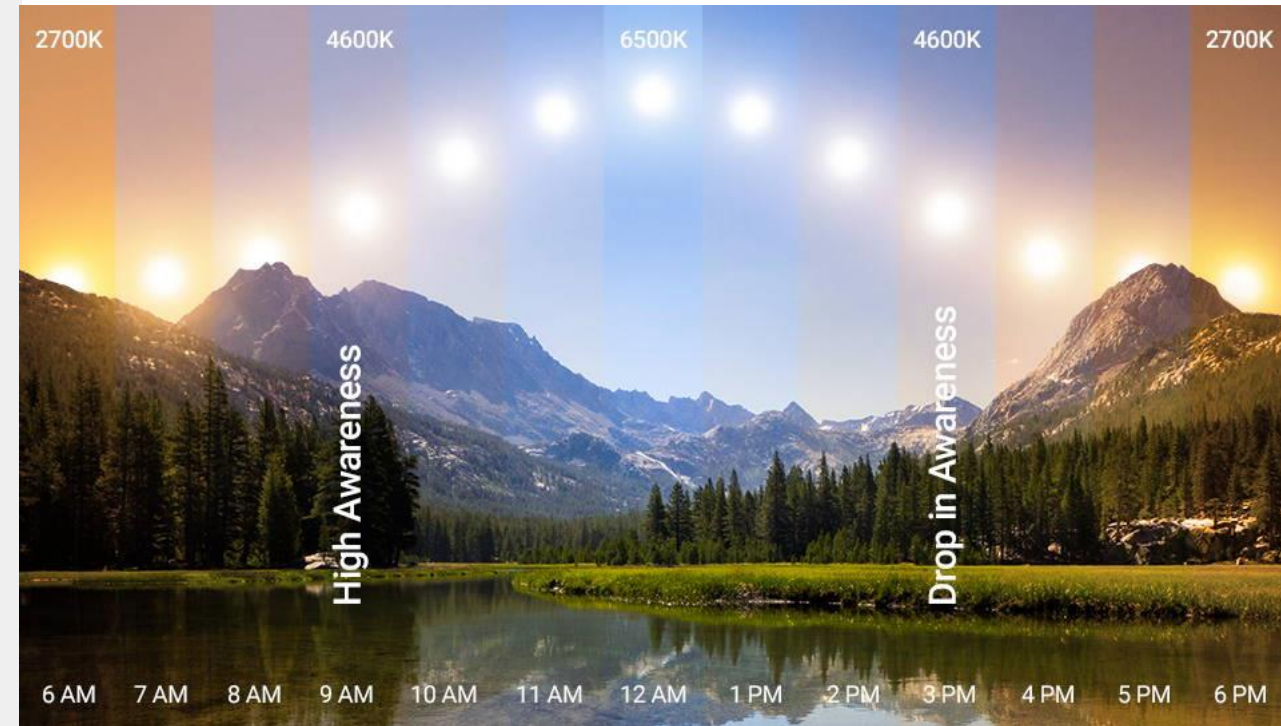 2700K 4600K 6500K 4600K 2700K
High Awareness
Drop in Awareness
6 AM 7 AM 8 AM 9 AM 10 AM 11 AM 12 AM 1 PM 2 PM 3 PM 4 PM 5 PM 6 PM